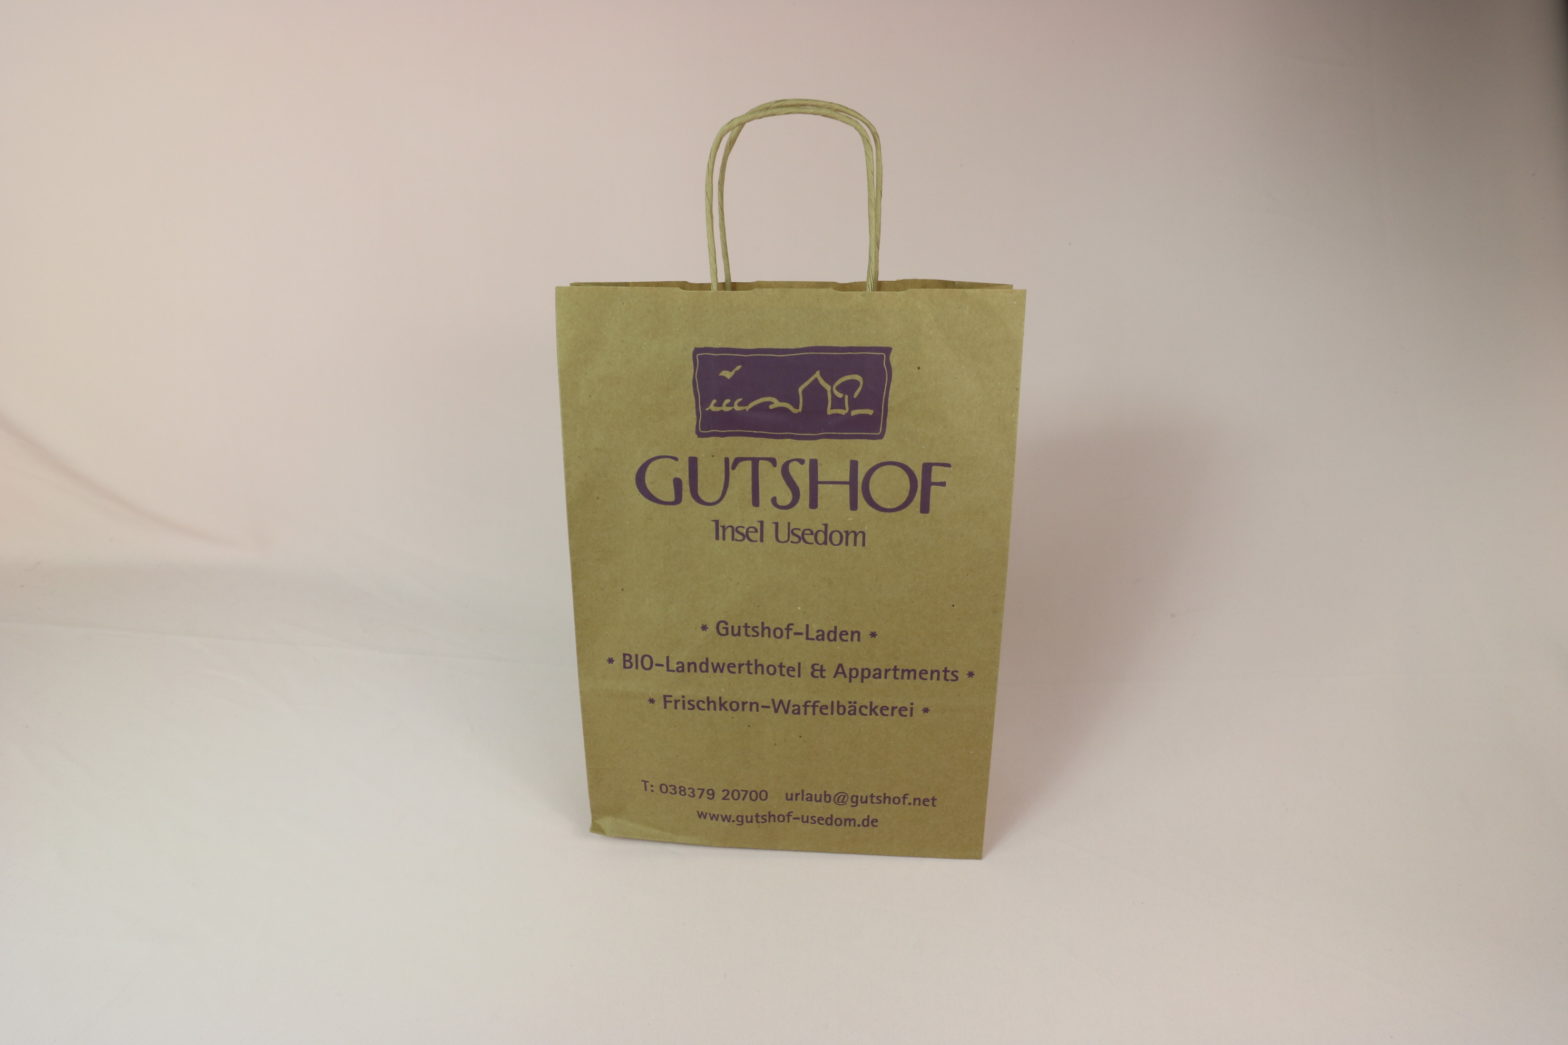 GUTSHOF
Insel Usedom
* Gutshof-Laden *
* BIO-Landwerthotel & Appartments *
* Frischkorn-Waffelbäckerei *
T: 038379 20700 urlaub@gutshof.net
www.gutshof-usedom.de